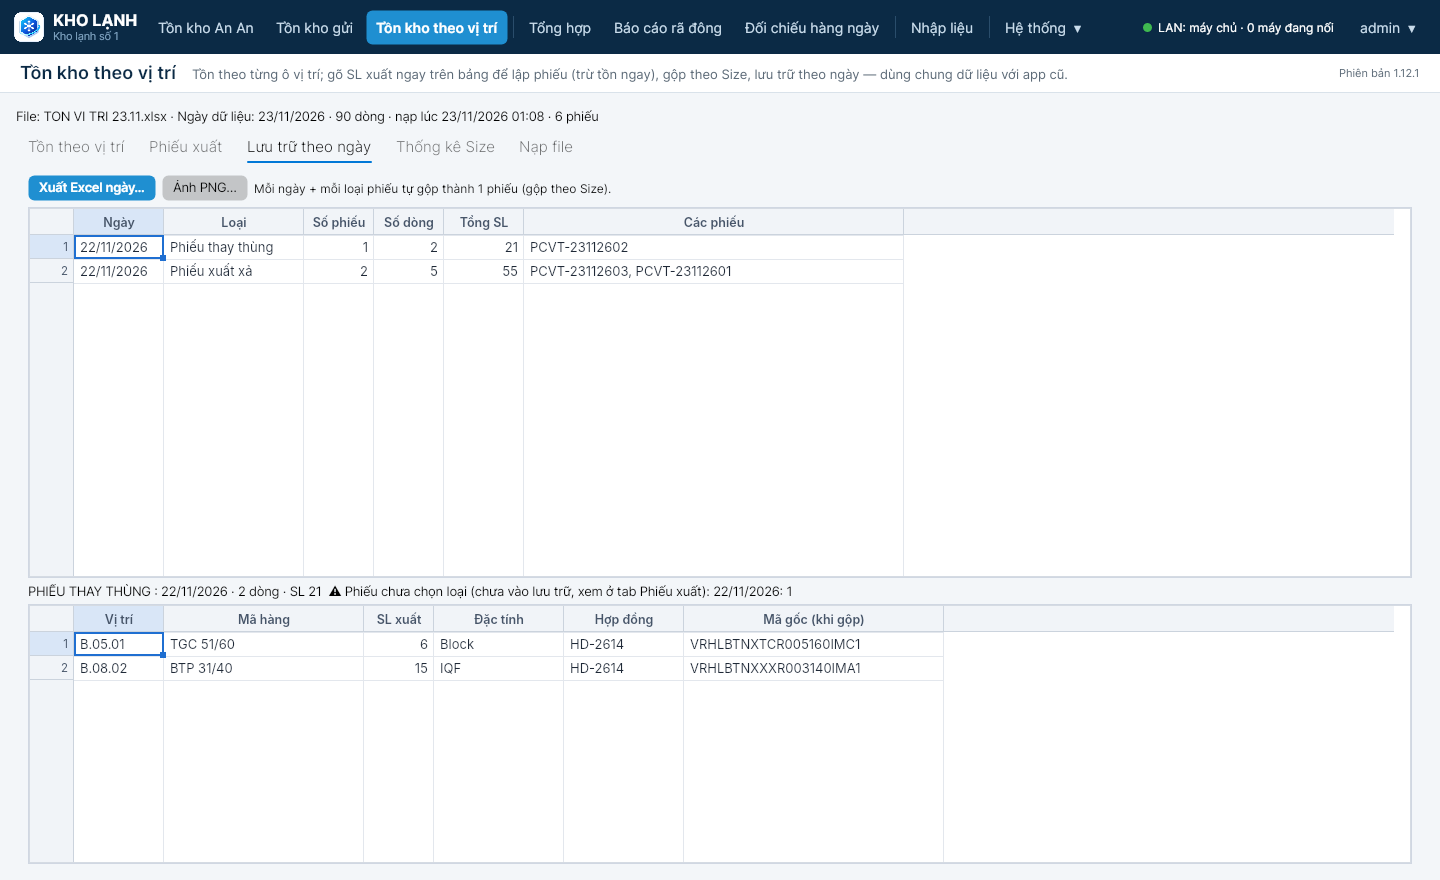 KHO LẠNH
Kho lạnh số 1
Tồn kho An An Tồn kho gửi Tồn kho theo vị trí Tổng hợp Báo cáo rã đông Đối chiếu hàng ngày Nhập liệu Hệ thống ▾ LAN: máy chủ · 0 máy đang nối admin ▾
Tồn kho theo vị trí Tồn theo từng ô vị trí; gõ SL xuất ngay trên bảng để lập phiếu (trừ tồn ngay), gộp theo Size, lưu trữ theo ngày — dùng chung dữ liệu với app cũ. Phiên bản 1.12.1
File: TON VI TRI 23.11.xlsx · Ngày dữ liệu: 23/11/2026 · 90 dòng · nạp lúc 23/11/2026 01:08 · 6 phiếu
Tồn theo vị trí Phiếu xuất Lưu trữ theo ngày Thống kê Size Nạp file
Xuất Excel ngày... Ảnh PNG... Mỗi ngày + mỗi loại phiếu tự gộp thành 1 phiếu (gộp theo Size).
Ngày Loại Số phiếu Số dòng Tổng SL Các phiếu
1 22/11/2026 Phiếu thay thùng 1 2 21 PCVT-23112602
2 22/11/2026 Phiếu xuất xả 2 5 55 PCVT-23112603, PCVT-23112601
PHIẾU THAY THÙNG : 22/11/2026 · 2 dòng · SL 21 ⚠ Phiếu chưa chọn loại (chưa vào lưu trữ, xem ở tab Phiếu xuất): 22/11/2026: 1
Vị trí Mã hàng SL xuất Đặc tính Hợp đồng Mã gốc (khi gộp)
1 B.05.01 TGC 51/60 6 Block HD-2614 VRHLBTNXTCR005160IMC1
2 B.08.02 BTP 31/40 15 IQF HD-2614 VRHLBTNXXXR003140IMA1